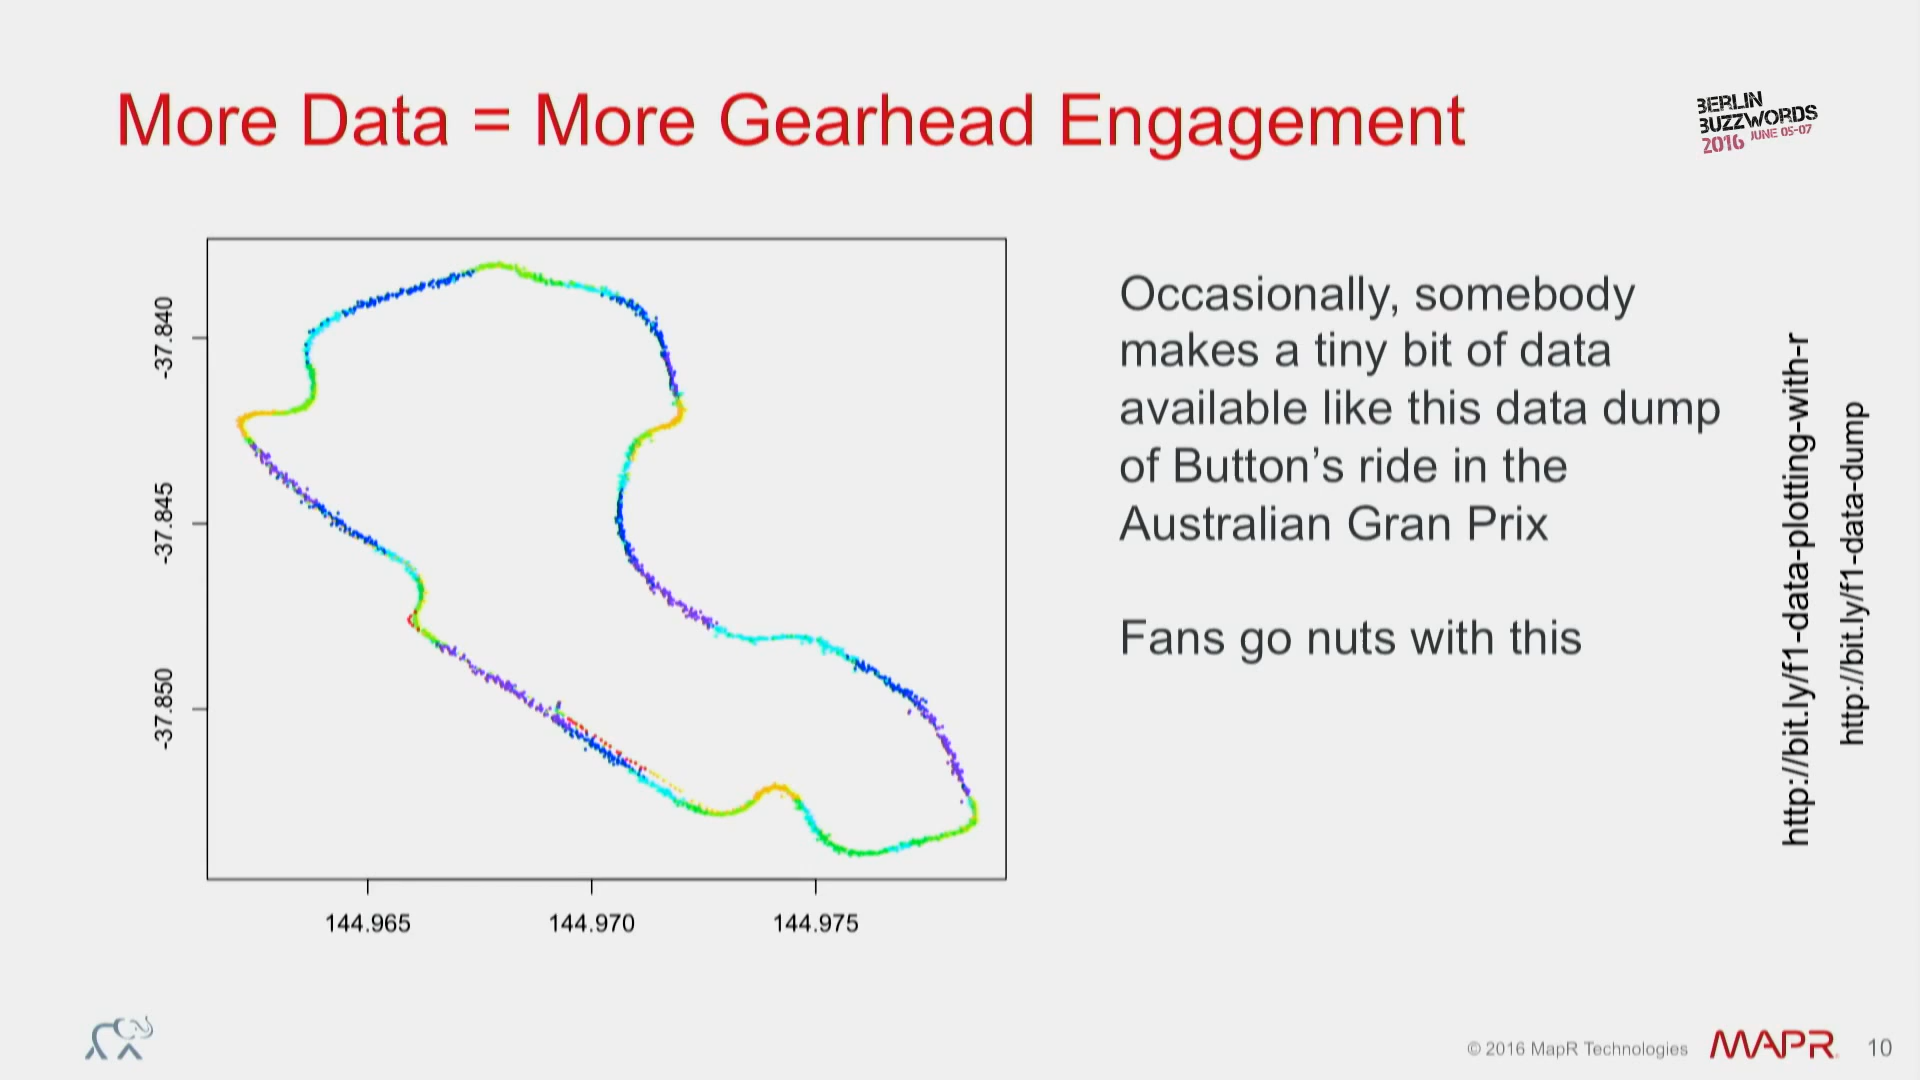 More Data = More Gearhead Engagement
BERLIN
BUZZWORDS
2016 JUNE 05-07
-37.840
-37.845
-37.850
144.965 144.970 144.975
Occasionally, somebody
makes a tiny bit of data
available like this data dump
of Button’s ride in the
Australian Gran Prix
Fans go nuts with this
http://bit.ly/f1-data-plotting-with-r
http://bit.ly/f1-data-dump
© 2016 MapR Technologies MAPR 10